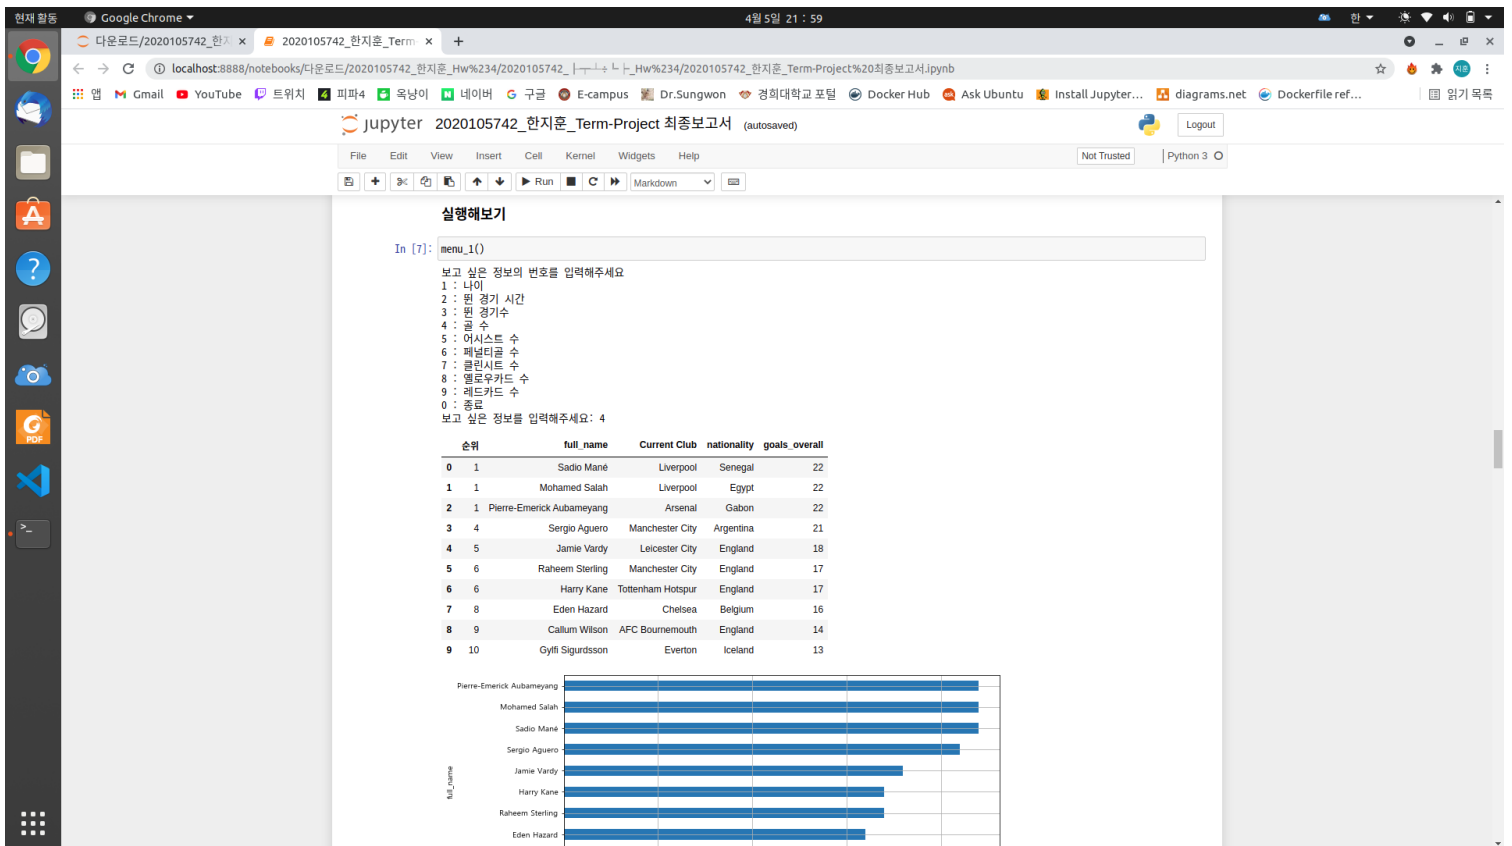 현재 활동 Google Chrome 4월 5일 21 : 59 한
다운로드/2020105742_한지 2020105742_한지훈_Term-
localhost:8888/notebooks/다운로드/2020105742_한지훈_Hw%234/2020105742_ _Hw%234/2020105742_한지훈_Term-Project%20최종보고서.ipynb 지훈
앱 Gmail YouTube 트위치 피파4 옥냥이 네이버 구글 E-campus Dr.Sungwon 경희대학교 포털 Docker Hub Ask Ubuntu Install Jupyter... diagrams.net Dockerfile ref... 읽기 목록
jupyter 2020105742_한지훈_Term-Project 최종보고서 (autosaved) Logout
File Edit View Insert Cell Kernel Widgets Help Not Trusted Python 3
Run Markdown
실행해보기
In [7]: menu_1()
보고 싶은 정보의 번호를 입력해주세요
1 : 나이
2 : 뛴 경기 시간
3 : 뛴 경기수
4 : 골 수
5 : 어시스트 수
6 : 페널티골 수
7 : 클린시트 수
8 : 옐로우카드 수
9 : 레드카드 수
0 : 종료
보고 싶은 정보를 입력해주세요: 4
순위 full_name Current Club nationality goals_overall
0 1 Sadio Mané Liverpool Senegal 22
1 1 Mohamed Salah Liverpool Egypt 22
2 1 Pierre-Emerick Aubameyang Arsenal Gabon 22
3 4 Sergio Aguero Manchester City Argentina 21
4 5 Jamie Vardy Leicester City England 18
5 6 Raheem Sterling Manchester City England 17
6 6 Harry Kane Tottenham Hotspur England 17
7 8 Eden Hazard Chelsea Belgium 16
8 9 Callum Wilson AFC Bournemouth England 14
9 10 Gylfi Sigurdsson Everton Iceland 13
Pierre-Emerick Aubameyang
Mohamed Salah
Sadio Mané
Sergio Aguero
Jamie Vardy
Harry Kane
Raheem Sterling
Eden Hazard
full_name
PDF